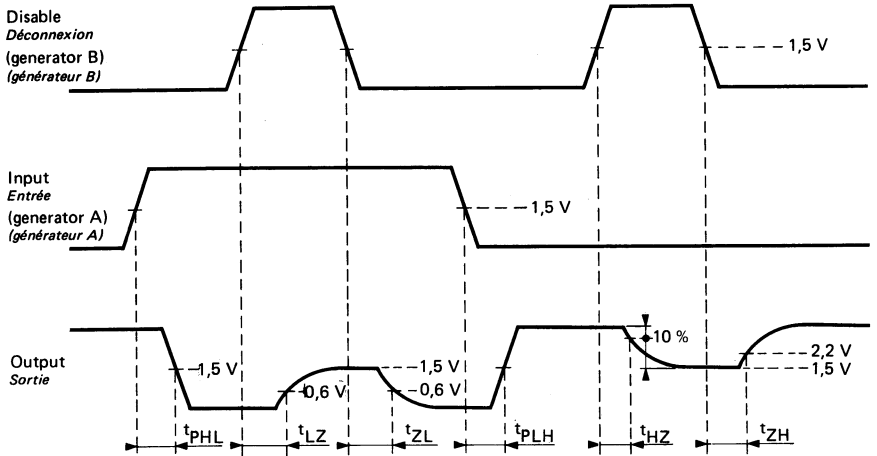 Disable
Déconnexion
(generator B)
(générateur B)
1,5 V
Input
Entrée
(generator A)
(générateur A)
1,5 V
Output
Sortie
1,5 V
0,6 V
1,5 V
0,6 V
10 %
2,2 V
1,5 V
tPHL
tLZ
tZL
tPLH
tHZ
tZH